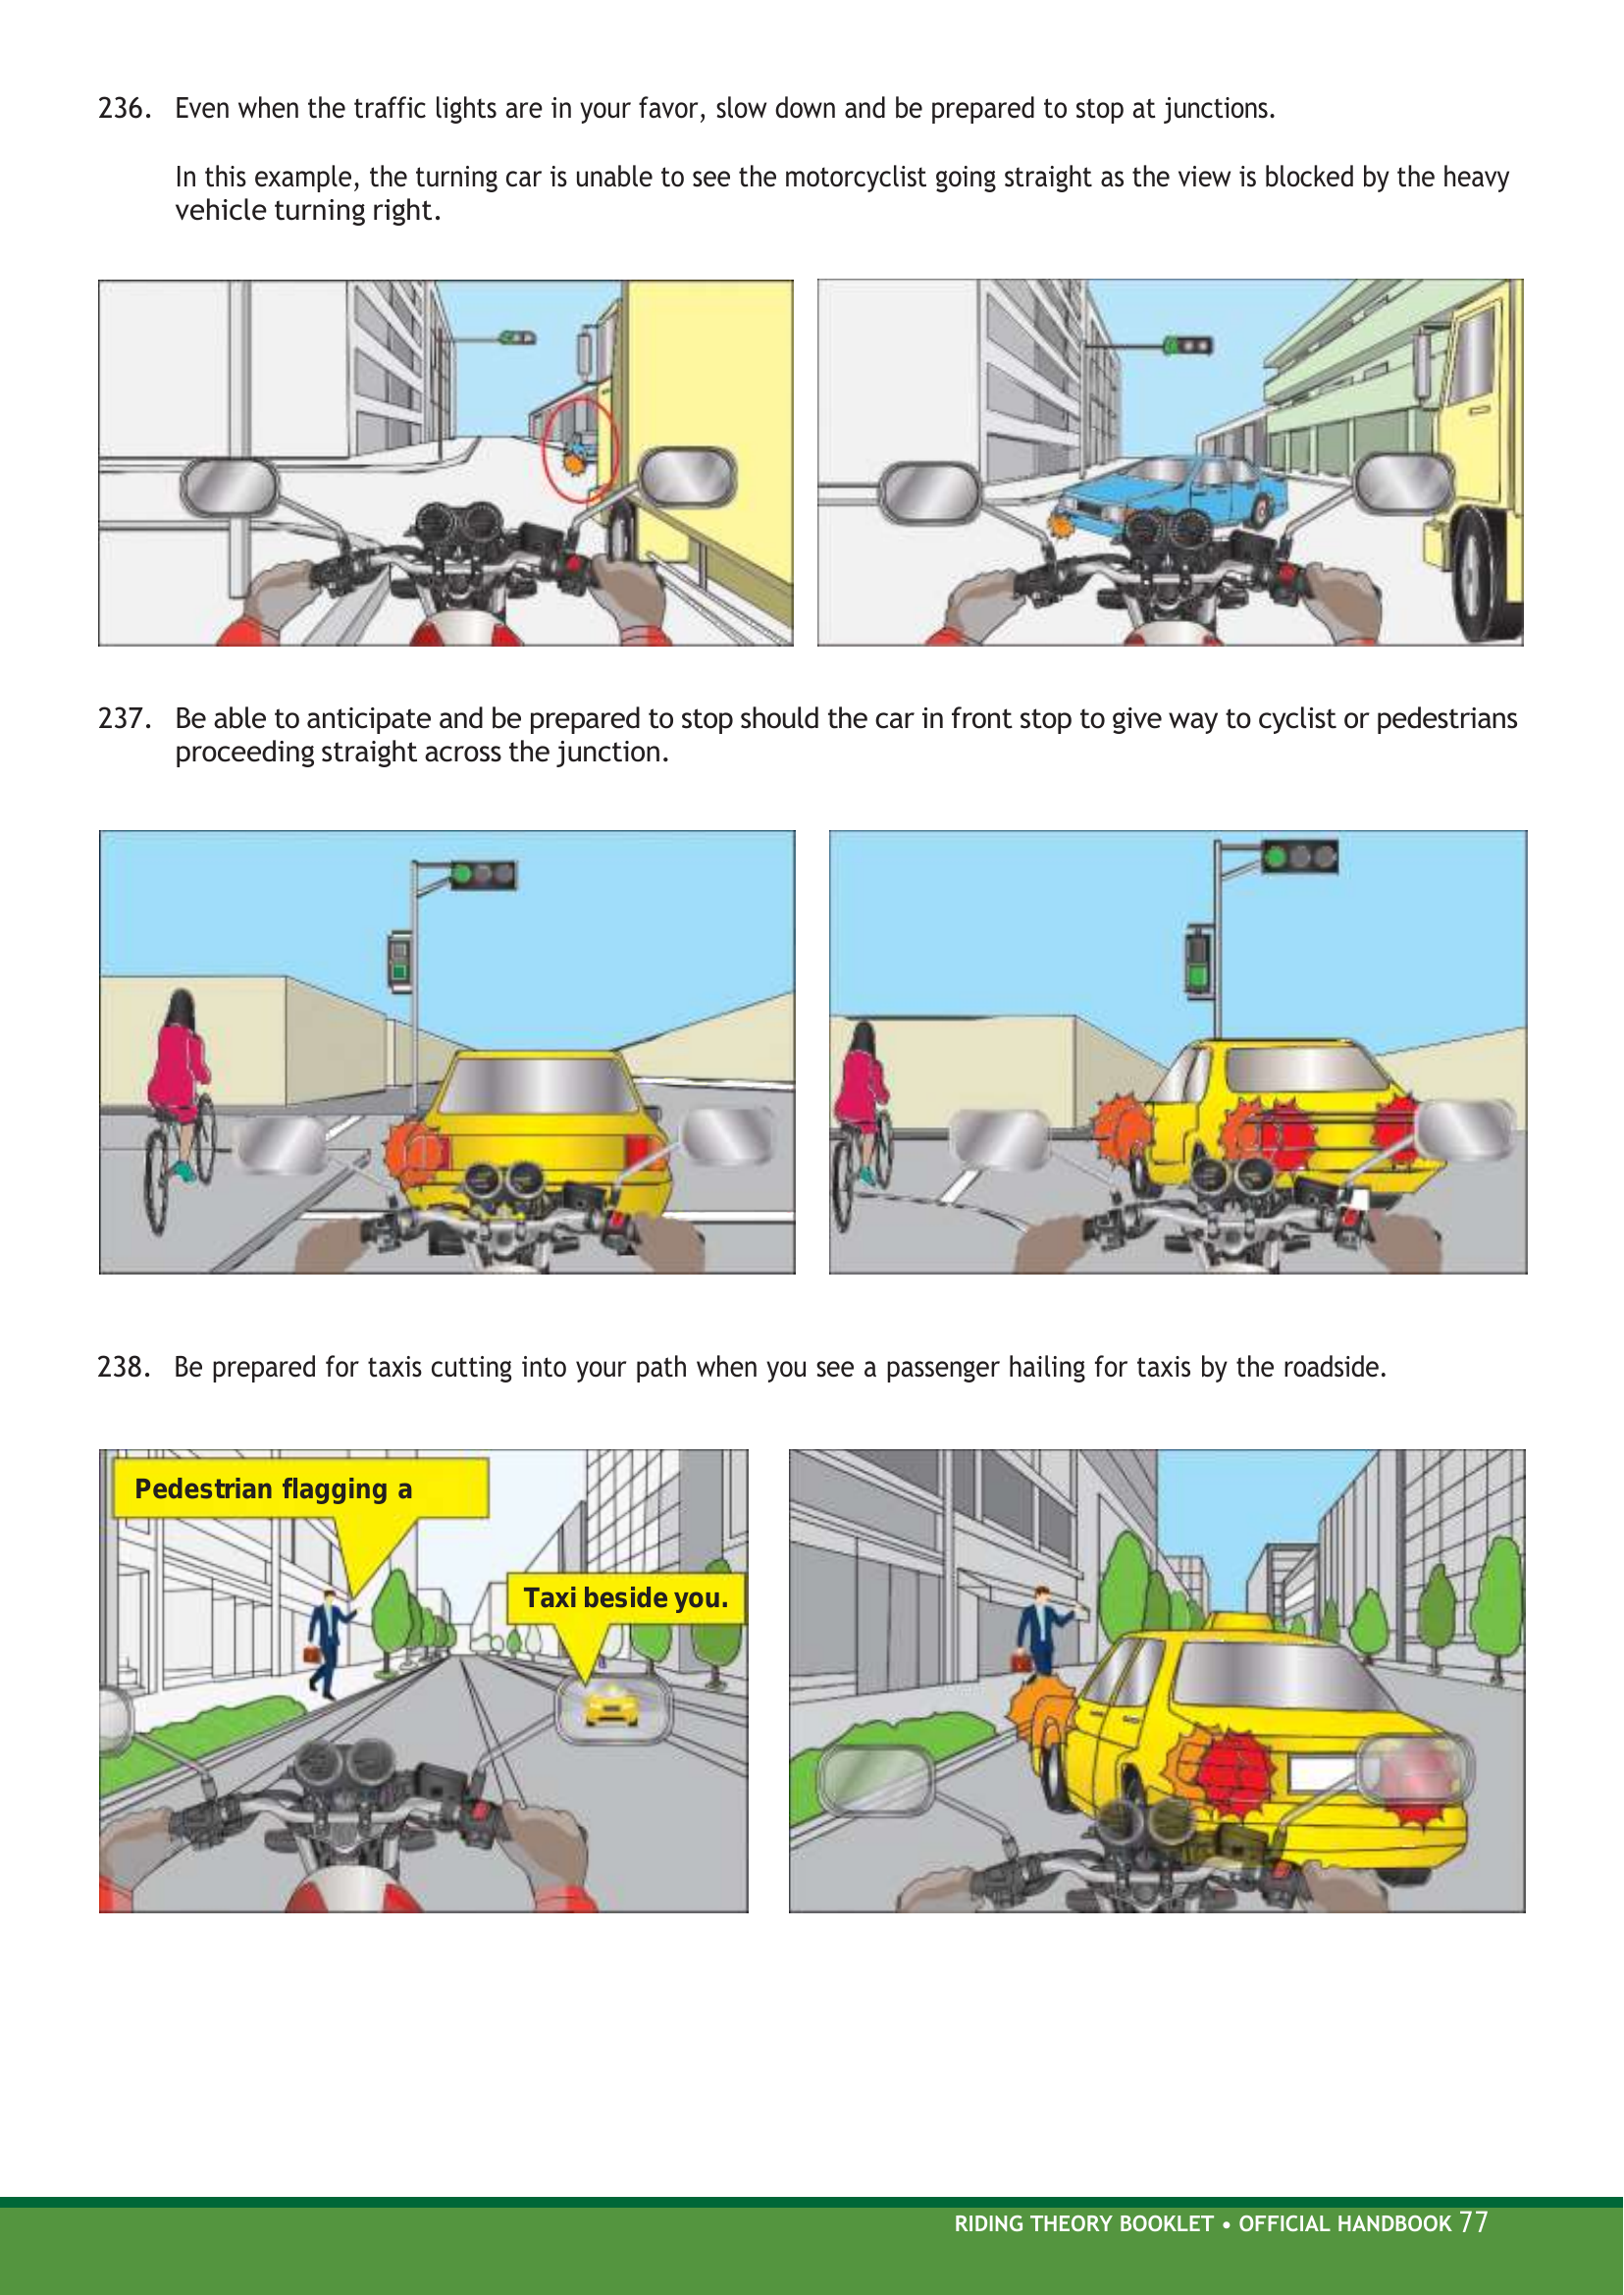 236. Even when the traffic lights are in your favor, slow down and be prepared to stop at junctions.
In this example, the turning car is unable to see the motorcyclist going straight as the view is blocked by the heavy
vehicle turning right.
237. Be able to anticipate and be prepared to stop should the car in front stop to give way to cyclist or pedestrians
proceeding straight across the junction.
238. Be prepared for taxis cutting into your path when you see a passenger hailing for taxis by the roadside.
Pedestrian flagging a
Taxi beside you.
RIDING THEORY BOOKLET • OFFICIAL HANDBOOK 77